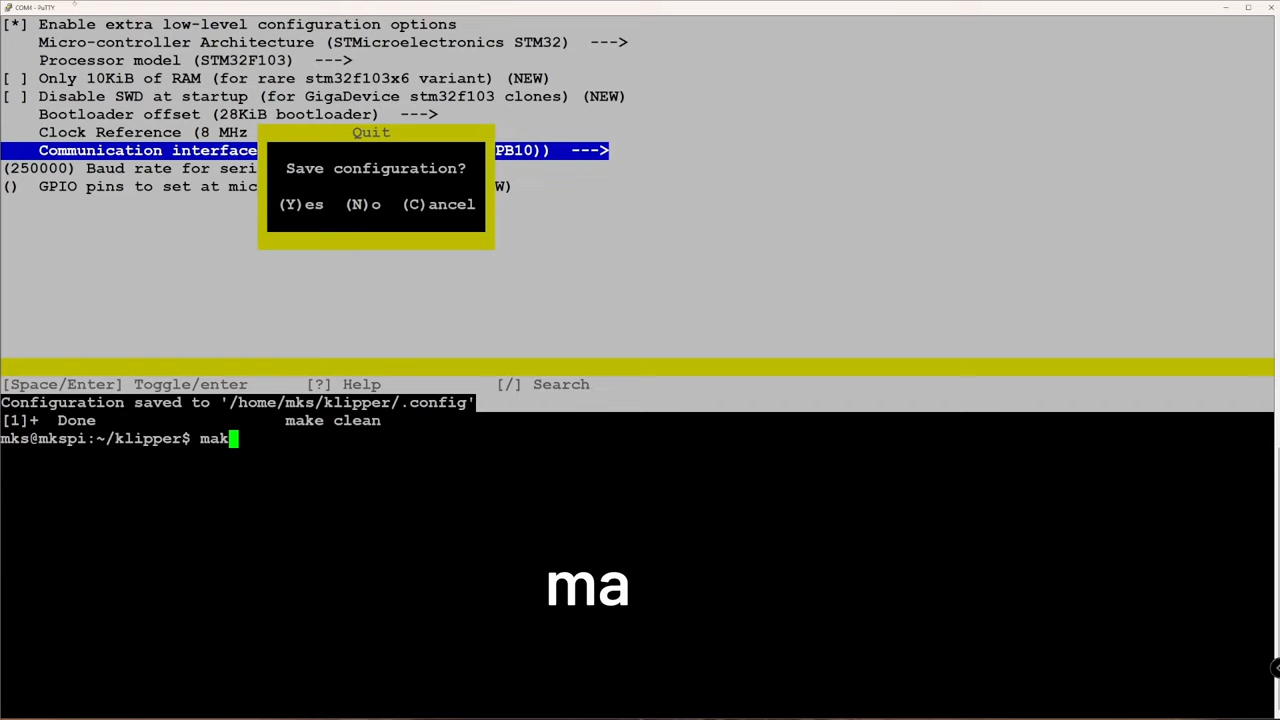 COM4 - PuTTY
[*] Enable extra low-level configuration options
Micro-controller Architecture (STMicroelectronics STM32) --->
Processor model (STM32F103) --->
[ ] Only 10KiB of RAM (for rare stm32f103x6 variant) (NEW)
[ ] Disable SWD at startup (for GigaDevice stm32f103 clones) (NEW)
Bootloader offset (28KiB bootloader) --->
Clock Reference (8 MHz
Quit
Communication interface PB10)) --->
(250000) Baud rate for seri
Save configuration?
() GPIO pins to set at mic W)
(Y)es (N)o (C)ancel
[Space/Enter] Toggle/enter [?] Help [/] Search
Configuration saved to '/home/mks/klipper/.config'
[1]+ Done make clean
mks@mkspi:~/klipper$ mak
ma